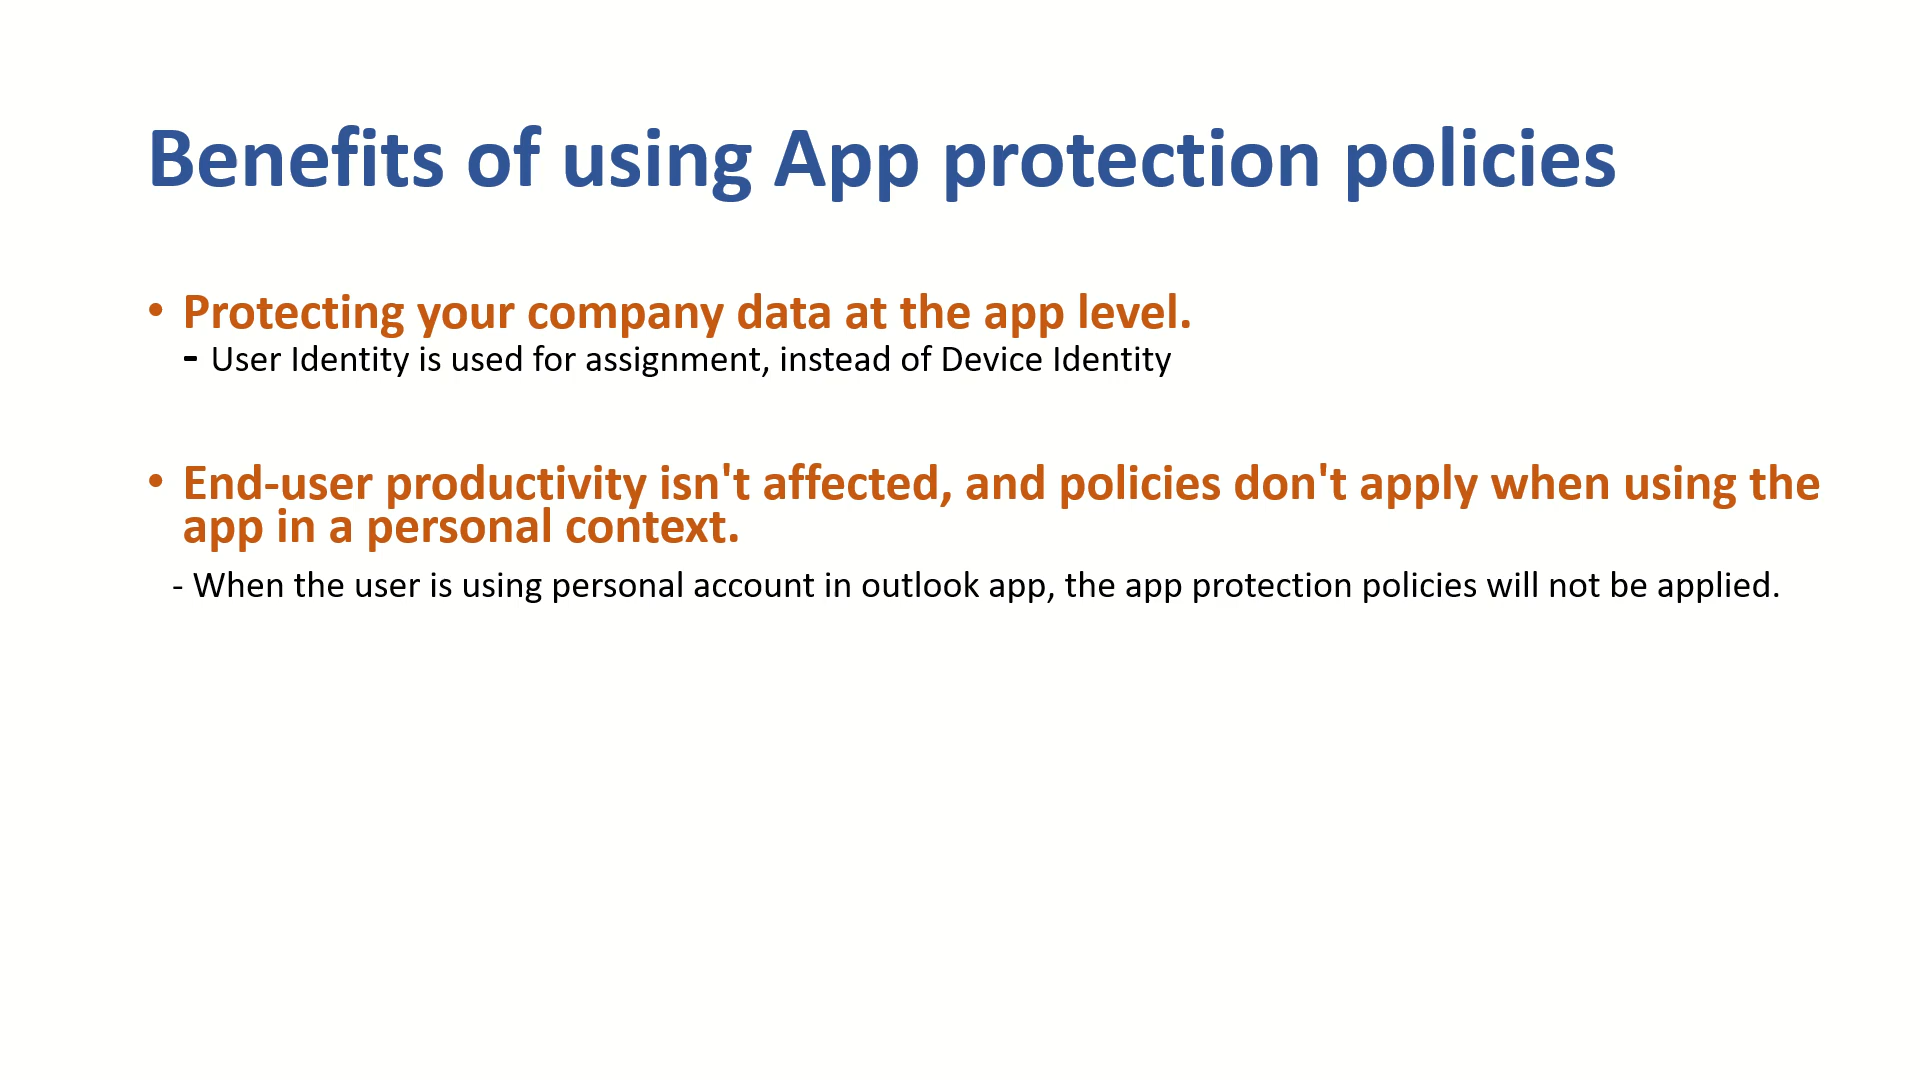 Benefits of using App protection policies
• Protecting your company data at the app level.
- User Identity is used for assignment, instead of Device Identity
• End-user productivity isn't affected, and policies don't apply when using the
app in a personal context.
- When the user is using personal account in outlook app, the app protection policies will not be applied.